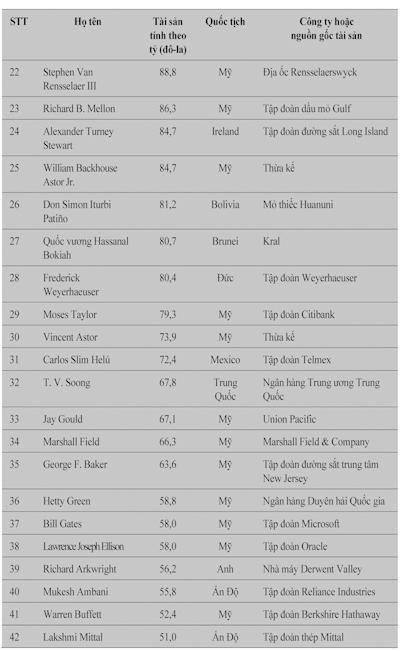 STT Họ tên Tài sản tính theo tỷ (đô-la) Quốc tịch Công ty hoặc nguồn gốc tài sản
22 Stephen Van Rensselaer III 88,8 Mỹ Địa ốc Rensselaerswyck
23 Richard B. Mellon 86,3 Mỹ Tập đoàn dầu mỏ Gulf
24 Alexander Turney Stewart 84,7 Ireland Tập đoàn đường sắt Long Island
25 William Backhouse Astor Jr. 84,7 Mỹ Thừa kế
26 Don Simon Iturbi Patiño 81,2 Bolivia Mỏ thiếc Huanuni
27 Quốc vương Hassanal Bokiah 80,7 Brunei Kral
28 Frederick Weyerhaeuser 80,4 Đức Tập đoàn Weyerhaeuser
29 Moses Taylor 79,3 Mỹ Tập đoàn Citibank
30 Vincent Astor 73,9 Mỹ Thừa kế
31 Carlos Slim Helú 72,4 Mexico Tập đoàn Telmex
32 T. V. Soong 67,8 Trung Quốc Ngân hàng Trung ương Trung Quốc
33 Jay Gould 67,1 Mỹ Union Pacific
34 Marshall Field 66,3 Mỹ Marshall Field & Company
35 George F. Baker 63,6 Mỹ Tập đoàn đường sắt trung tâm New Jersey
36 Hetty Green 58,8 Mỹ Ngân hàng Duyên hải Quốc gia
37 Bill Gates 58,0 Mỹ Tập đoàn Microsoft
38 Lawrence Joseph Ellison 58,0 Mỹ Tập đoàn Oracle
39 Richard Arkwright 56,2 Anh Nhà máy Derwent Valley
40 Mukesh Ambani 55,8 Ấn Độ Tập đoàn Reliance Industries
41 Warren Buffett 52,4 Mỹ Tập đoàn Berkshire Hathaway
42 Lakshmi Mittal 51,0 Ấn Độ Tập đoàn thép Mittal